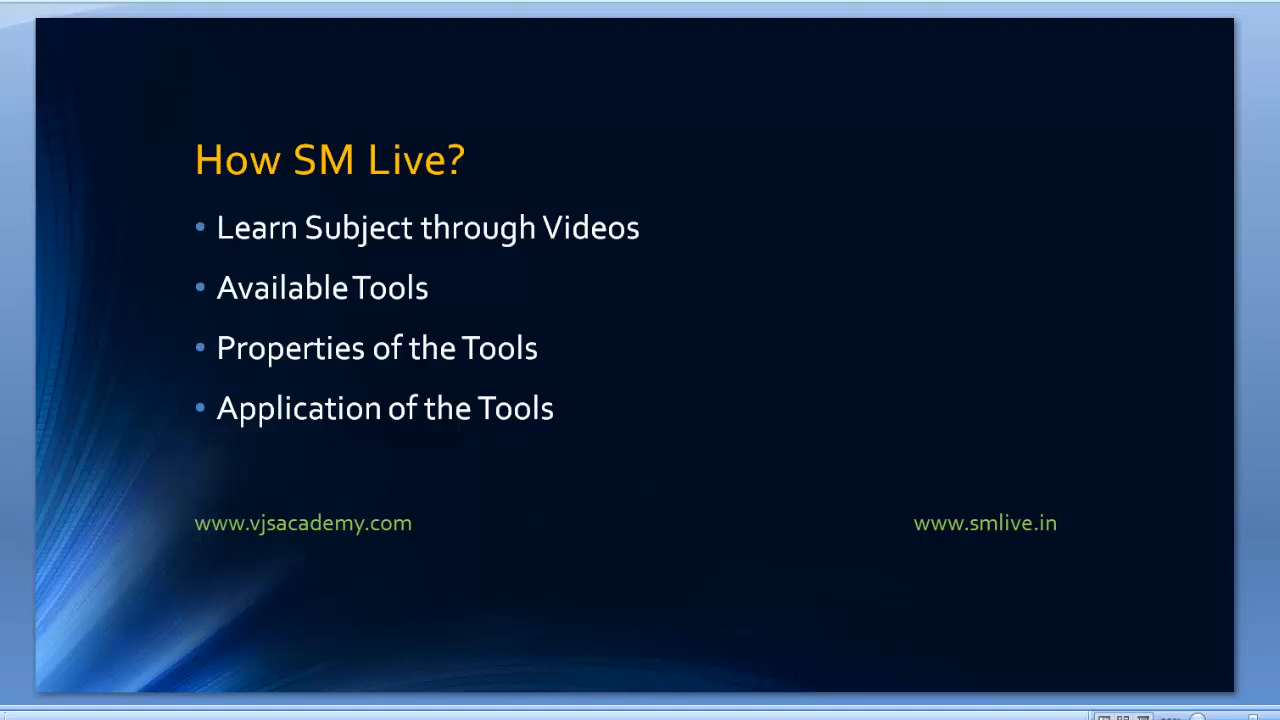 How SM Live?
• Learn Subject through Videos
• Available Tools
• Properties of the Tools
• Application of the Tools
www.vjsacademy.com www.smlive.in